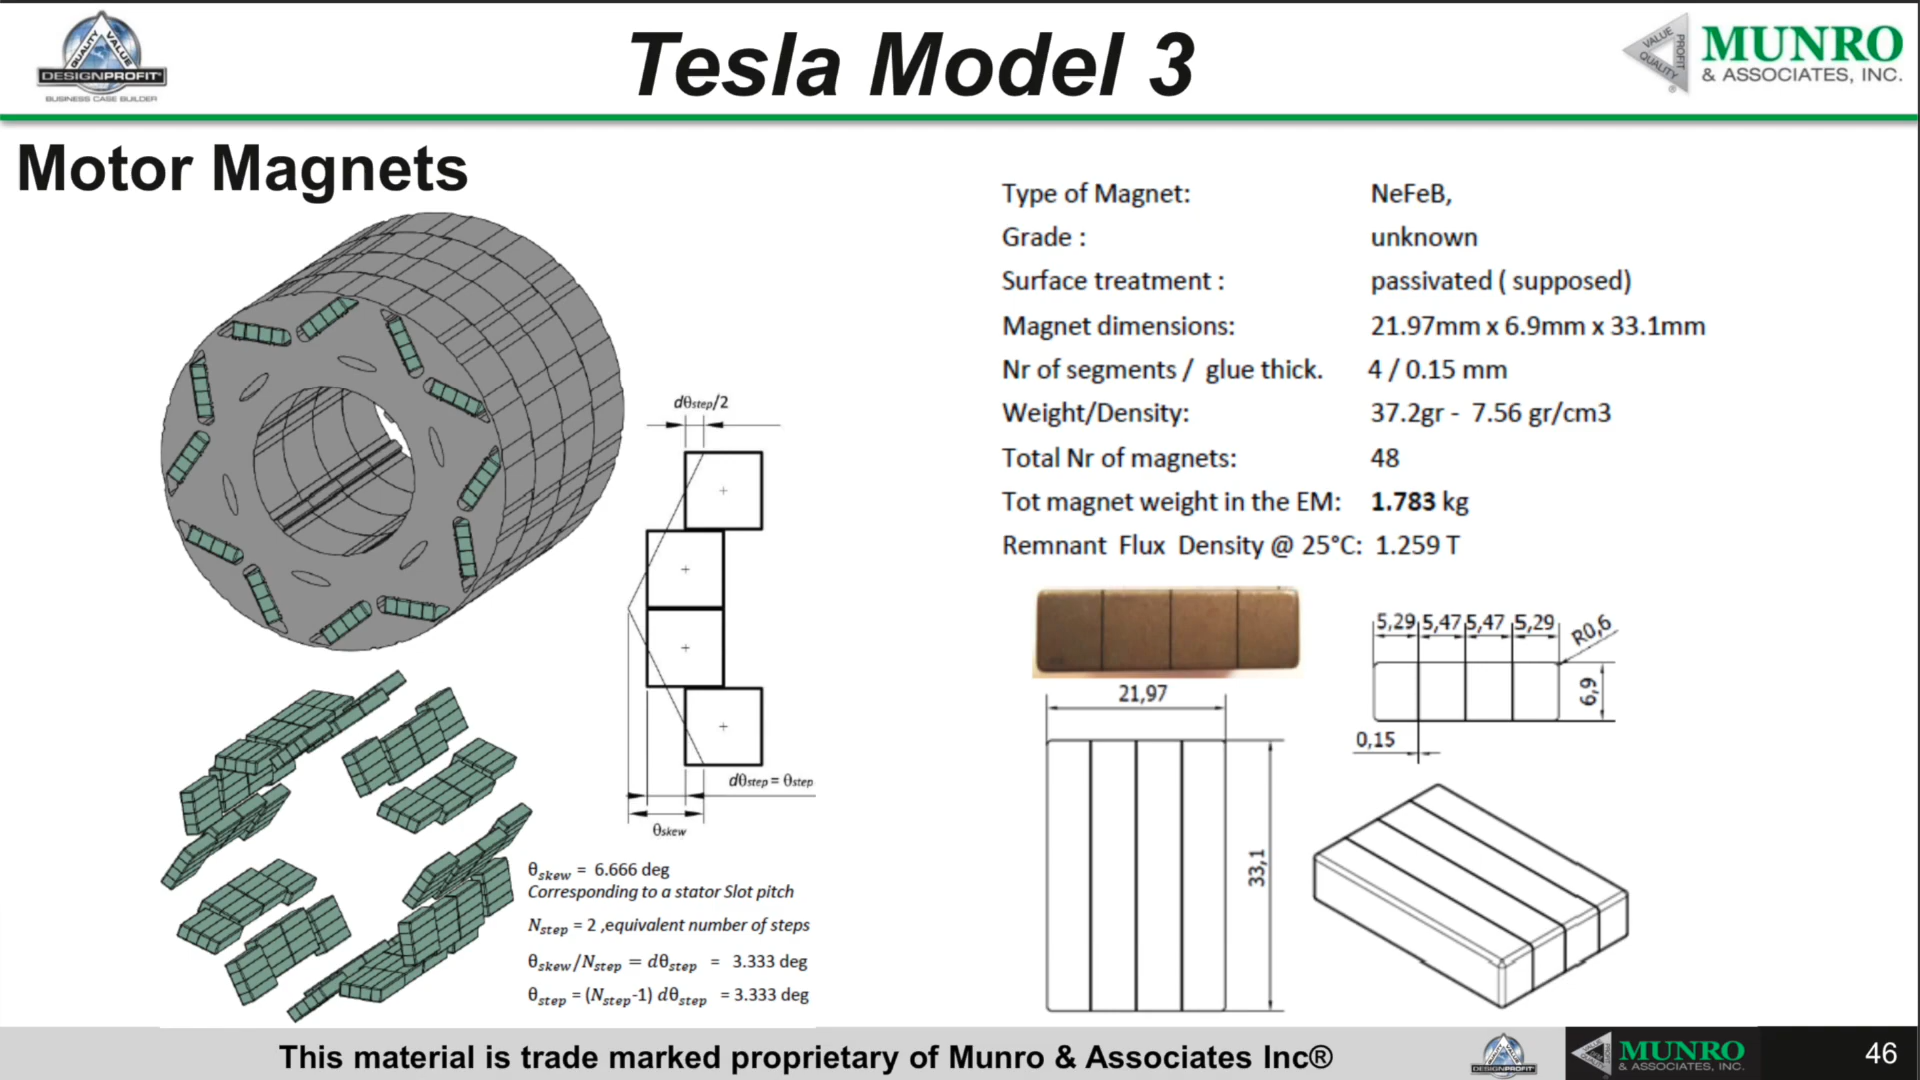 QUALITY VALUE
DESIGNPROFIT®
BUSINESS CASE BUILDER
Tesla Model 3
VALUE
PROFIT
QUALITY
®
MUNRO
& ASSOCIATES, INC.
Motor Magnets
Type of Magnet: NeFeB,
Grade : unknown
Surface treatment : passivated ( supposed)
Magnet dimensions: 21.97mm x 6.9mm x 33.1mm
Nr of segments / glue thick. 4 / 0.15 mm
Weight/Density: 37.2gr - 7.56 gr/cm3
Total Nr of magnets: 48
Tot magnet weight in the EM: 1.783 kg
Remnant Flux Density @ 25°C: 1.259 T
dθstep/2
dθstep = θstep
θskew
θskew = 6.666 deg
Corresponding to a stator Slot pitch
Nstep = 2 ,equivalent number of steps
θskew/Nstep = dθstep = 3.333 deg
θstep = (Nstep-1) dθstep = 3.333 deg
5,29 5,47 5,47 5,29
R0,6
6,9
0,15
21,97
33,1
This material is trade marked proprietary of Munro & Associates Inc®
DESIGNPROFIT
MUNRO
& ASSOCIATES, INC.
46